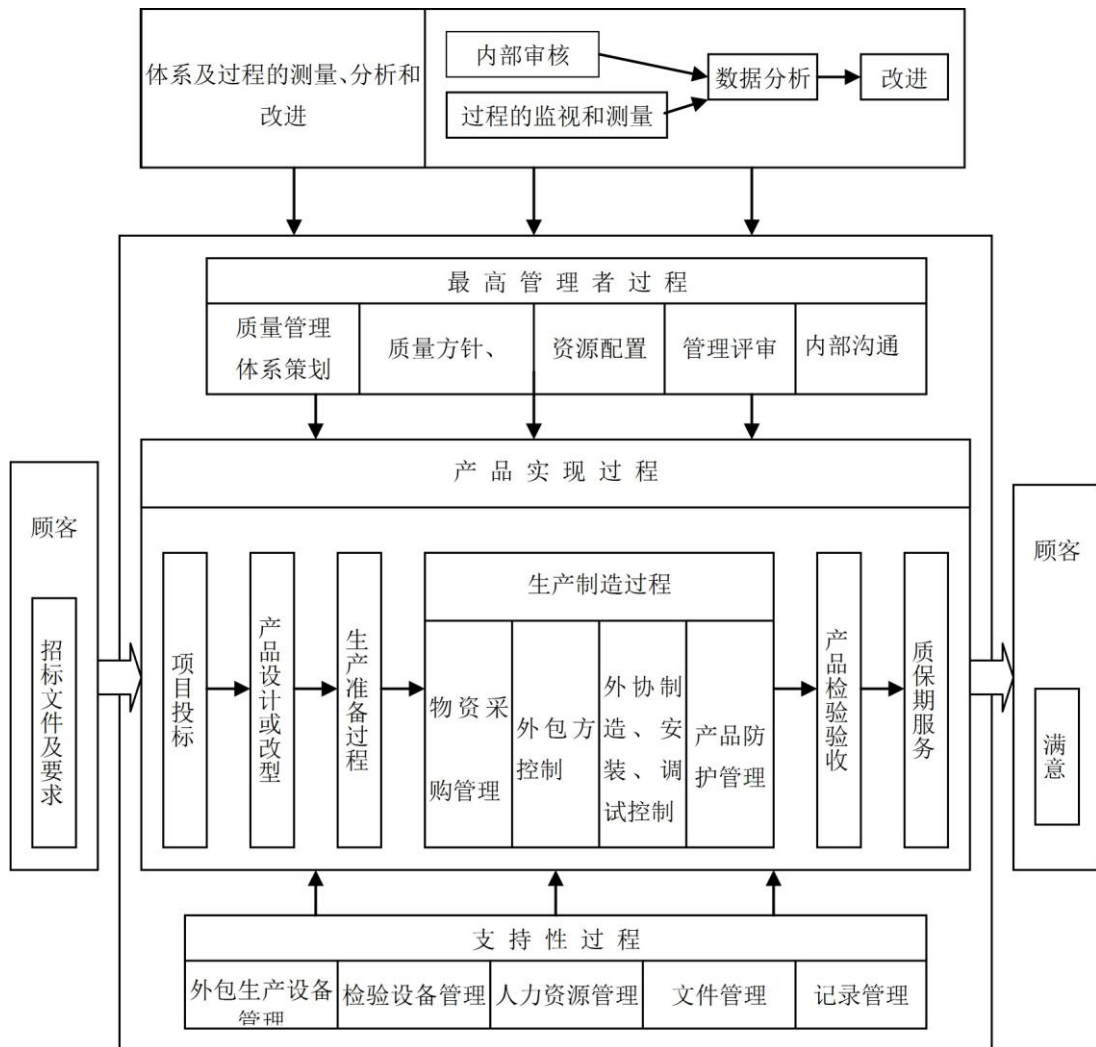 体系及过程的测量、分析和
改进
内部审核
过程的监视和测量
数据分析
改进
最高管理者过程
质量管理
体系策划
质量方针、
资源配置
管理评审
内部沟通
产品实现过程
顾客
招标文件及要求
项目投标
产品设计或改型
生产准备过程
生产制造过程
物资采
购管理
外包方
控制
外协制
造、安
装、调
试控制
产品防
护管理
产品检验验收
质保期服务
顾客
满意
支持性过程
外包生产设备
管理
检验设备管理
人力资源管理
文件管理
记录管理